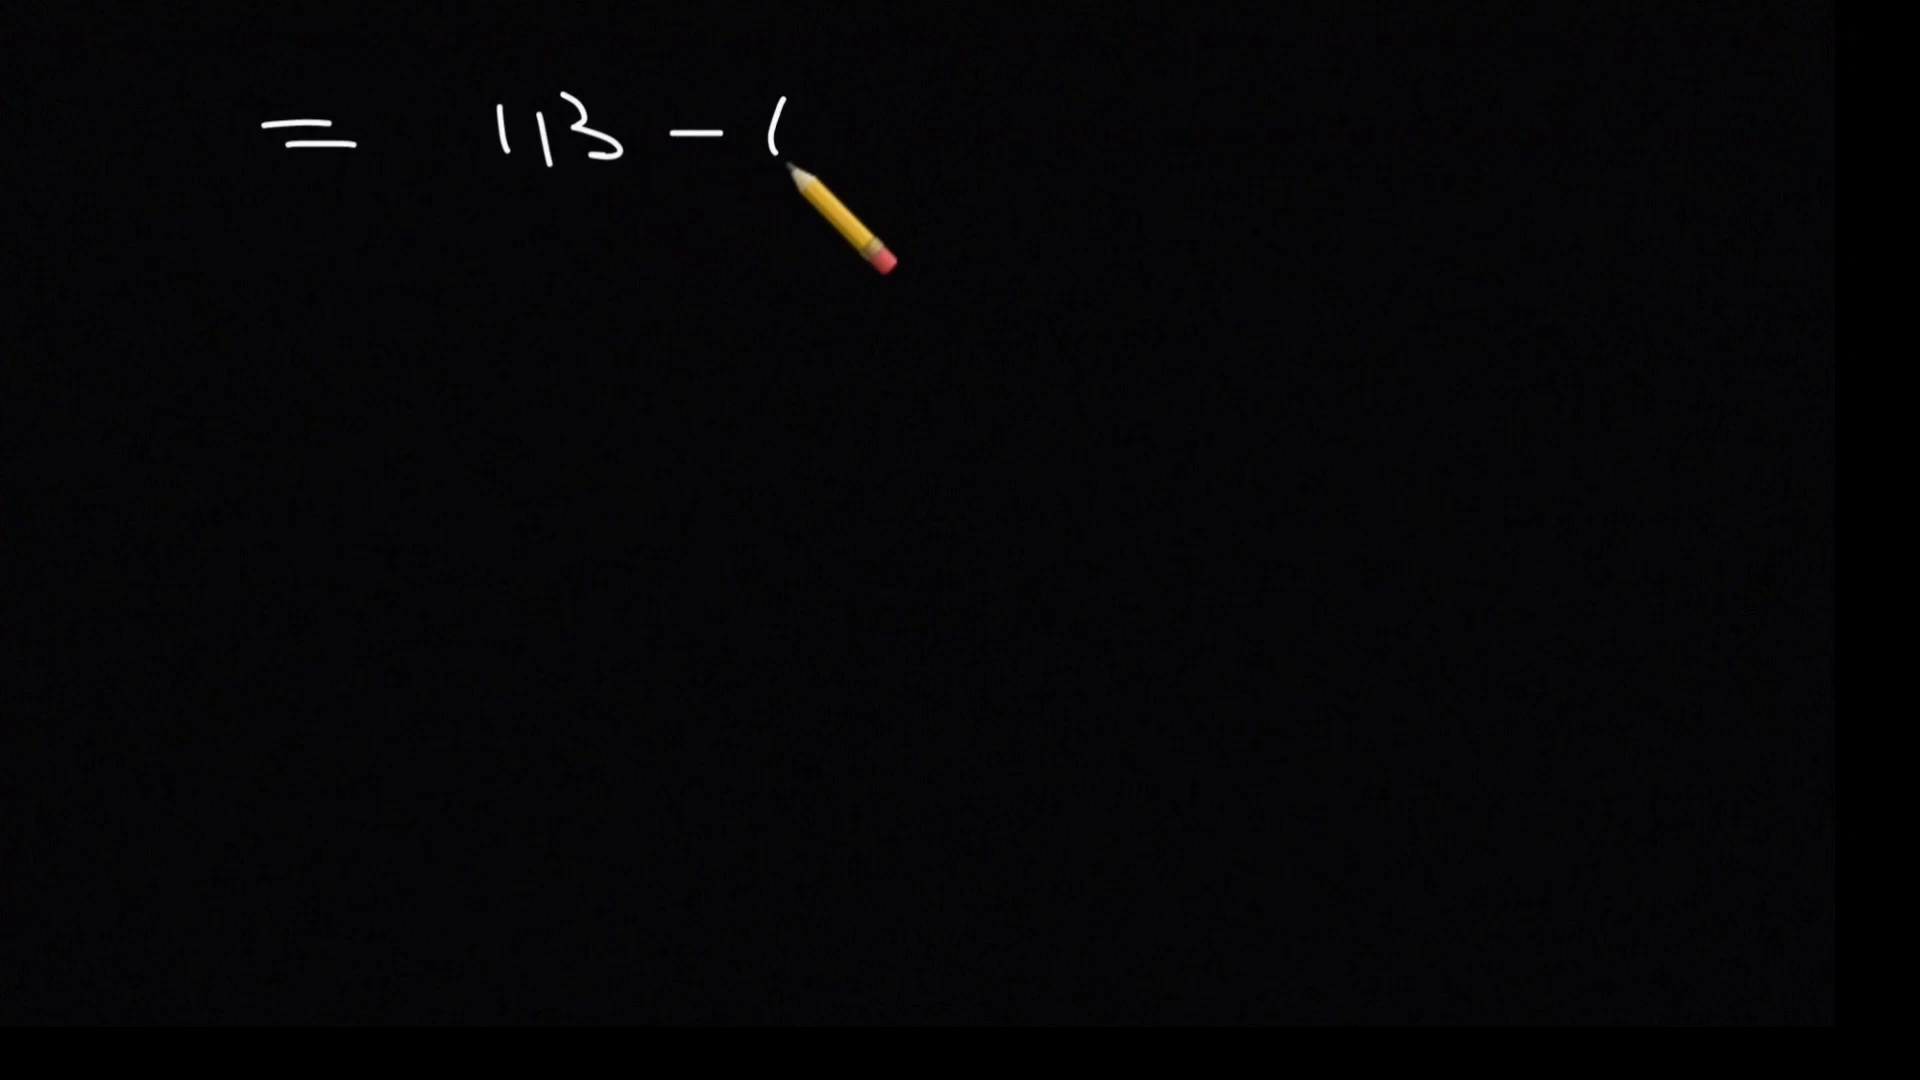 = 113 - (